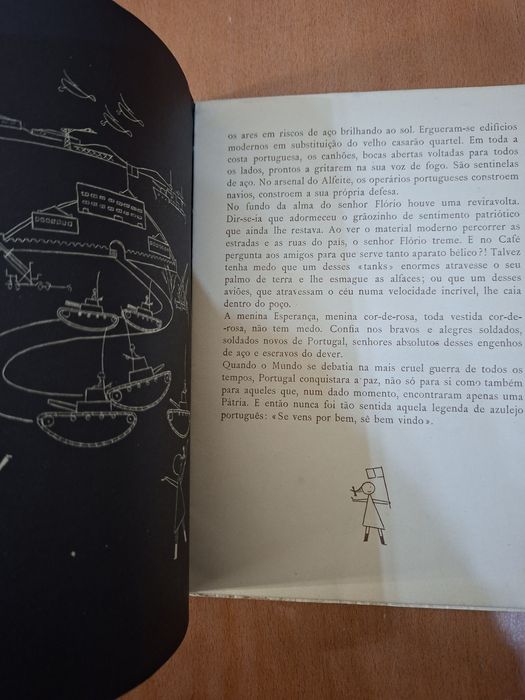 os ares em riscos de aço brilhando ao sol. Ergueram-se edifícios
modernos em substituição do velho casarão quartel. Em toda a
costa portuguesa, os canhões, bocas abertas voltadas para todos
os lados, prontos a gritarem na sua voz de fogo. São sentinelas
de aço. No arsenal do Alfeite, os operários portugueses constroem
navios, constroem a sua própria defesa.
No fundo da alma do senhor Flório houve uma reviravolta.
Dir-se-ia que adormeceu o grãozinho de sentimento patriótico
que ainda lhe restava. Ao ver o material moderno percorrer as
estradas e as ruas do país, o senhor Flório treme. E no Café
pergunta aos amigos para que serve tanto aparato bélico?! Talvez
tenha medo que um desses «tanks» enormes atravesse o seu
palmo de terra e lhe esmague as alfaces; ou que um desses
aviões, que atravessam o céu numa velocidade incrível, lhe caia
dentro do poço.
A menina Esperança, menina cor-de-rosa, toda vestida cor-de-
-rosa, não tem medo. Confia nos bravos e alegres soldados,
soldados novos de Portugal, senhores absolutos desses engenhos
de aço e escravos do dever.
Quando o Mundo se debatia na mais cruel guerra de todos os
tempos, Portugal conquistara a paz, não só para si como também
para aqueles que, num dado momento, encontraram apenas uma
Pátria. E então nunca foi tão sentida aquela legenda de azulejo
português: «Se vens por bem, sê bem vindo».